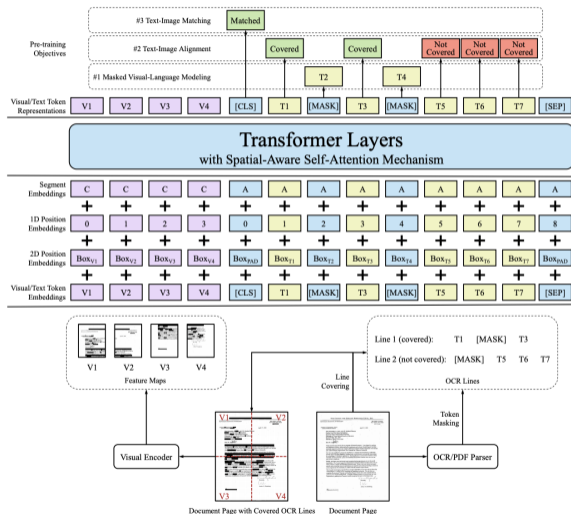 #3 Text-Image Matching
Matched
Pre-training
Objectives
#2 Text-Image Alignment
Covered
Covered
Not
Covered
Not
Covered
Not
Covered
#1 Masked Visual-Language Modeling
T2
T4
Visual/Text Token
Representations
V1 V2 V3 V4 [CLS] T1 [MASK] T3 [MASK] T5 T6 T7 [SEP]
Transformer Layers
with Spatial-Aware Self-Attention Mechanism
Segment
Embeddings
C C C C A A A A A A A A A
+ + + + + + + + + + + + +
1D Position
Embeddings
0 1 2 3 0 1 2 3 4 5 6 7 8
+ + + + + + + + + + + + +
2D Position
Embeddings
BoxV1 BoxV2 BoxV3 BoxV4 BoxPAD BoxT1 BoxT2 BoxT3 BoxT4 BoxT5 BoxT6 BoxT7 BoxPAD
+ + + + + + + + + + + + +
Visual/Text Token
Embeddings
V1 V2 V3 V4 [CLS] T1 [MASK] T3 [MASK] T5 T6 T7 [SEP]
V1 V2 V3 V4
Feature Maps
Line 1 (covered): T1 [MASK] T3
Line 2 (not covered): [MASK] T5 T6 T7
OCR Lines
Line
Covering
Token
Masking
V1 V2
V3 V4
Visual Encoder
OCR/PDF Parser
Document Page with Covered OCR Lines
Document Page